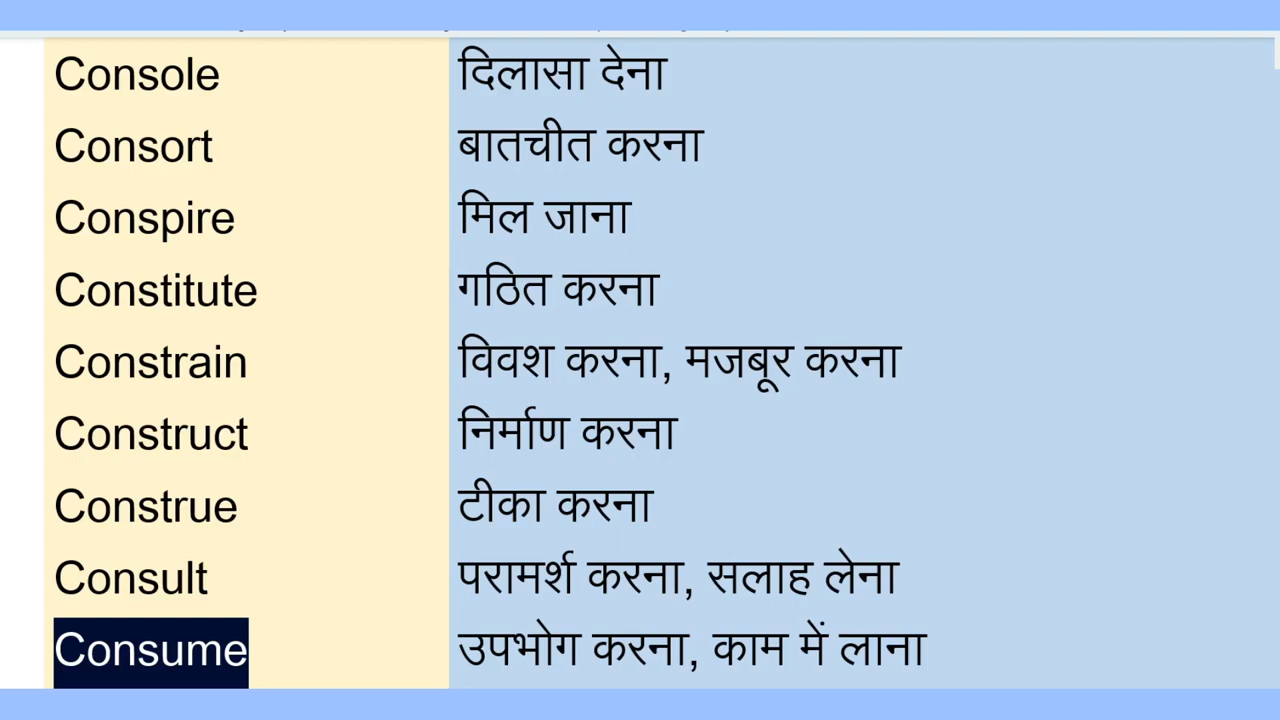 Console दिलासा देना
Consort बातचीत करना
Conspire मिल जाना
Constitute गठित करना
Constrain विवश करना, मजबूर करना
Construct निर्माण करना
Construe टीका करना
Consult परामर्श करना, सलाह लेना
Consume उपभोग करना, काम में लाना